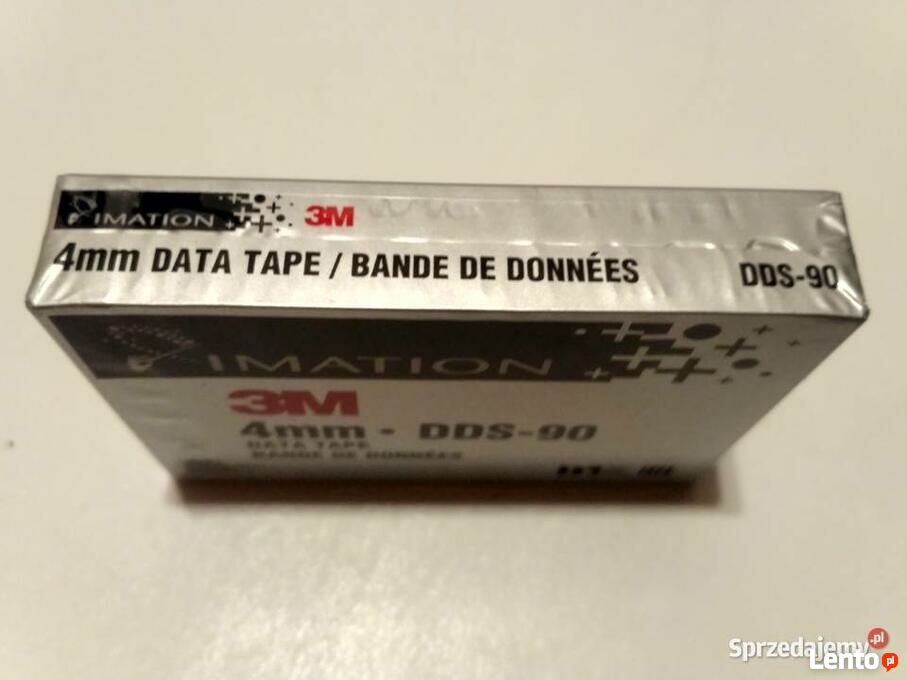 IMATION 3M
4mm DATA TAPE / BANDE DE DONNÉES DDS-90
IMATION
3M
4mm • DDS-90
DATA TAPE
BANDE DE DONNÉES
Sprzedajemy.pl
Lento.pl